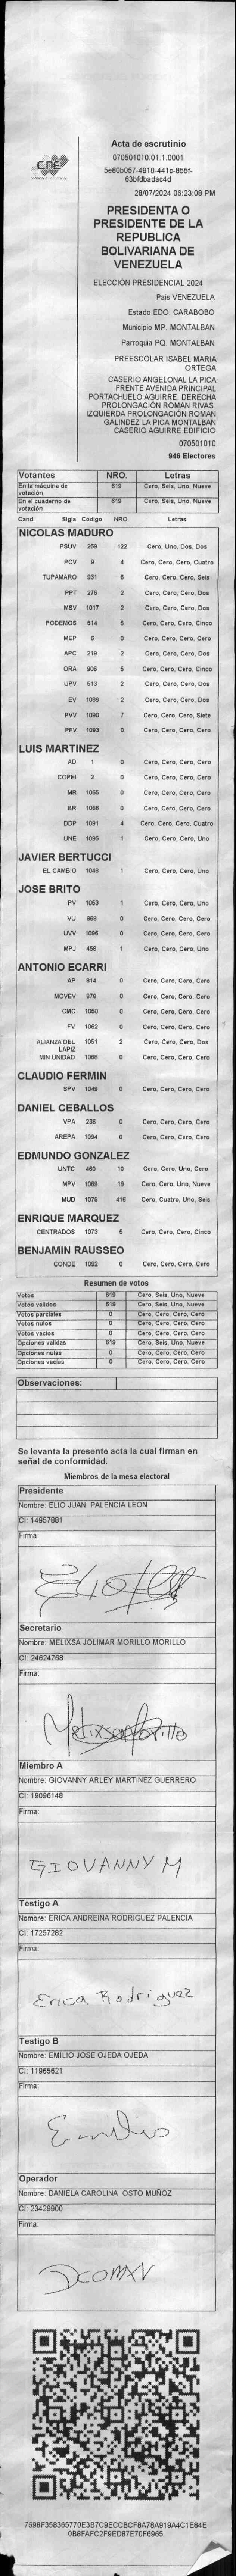 CNE
Acta de escrutinio
070501010.01.1.0001
5e80b057-4910-441c-855f-
63bfdbadac4d
28/07/2024 06:23:08 PM
PRESIDENTA O
PRESIDENTE DE LA
REPUBLICA
BOLIVARIANA DE
VENEZUELA
ELECCIÓN PRESIDENCIAL 2024
País VENEZUELA
Estado EDO. CARABOBO
Municipio MP. MONTALBAN
Parroquia PQ. MONTALBAN
PREESCOLAR ISABEL MARIA
ORTEGA
CASERIO ANGELONAL LA PICA
FRENTE AVENIDA PRINCIPAL
PORTACHUELO AGUIRRE. DERECHA
PROLONGACIÓN ROMAN RIVAS.
IZQUIERDA PROLONGACIÓN ROMAN
GALINDEZ LA PICA MONTALBAN
CASERIO AGUIRRE EDIFICIO
070501010
946 Electores
Votantes NRO. Letras
En la máquina de votación 619 Cero, Seis, Uno, Nueve
En el cuaderno de votación 619 Cero, Seis, Uno, Nueve
Cand. Sigla Código NRO. Letras
NICOLAS MADURO
PSUV 269 122 Cero, Uno, Dos, Dos
PCV 9 4 Cero, Cero, Cero, Cuatro
TUPAMARO 931 6 Cero, Cero, Cero, Seis
PPT 276 2 Cero, Cero, Cero, Dos
MSV 1017 2 Cero, Cero, Cero, Dos
PODEMOS 514 5 Cero, Cero, Cero, Cinco
MEP 6 0 Cero, Cero, Cero, Cero
APC 219 2 Cero, Cero, Cero, Dos
ORA 906 5 Cero, Cero, Cero, Cinco
UPV 513 2 Cero, Cero, Cero, Dos
EV 1089 2 Cero, Cero, Cero, Dos
PVV 1090 7 Cero, Cero, Cero, Siete
PFV 1093 0 Cero, Cero, Cero, Cero
LUIS MARTINEZ
AD 1 0 Cero, Cero, Cero, Cero
COPEI 2 0 Cero, Cero, Cero, Cero
MR 1065 0 Cero, Cero, Cero, Cero
BR 1066 0 Cero, Cero, Cero, Cero
DDP 1091 4 Cero, Cero, Cero, Cuatro
UNE 1095 1 Cero, Cero, Cero, Uno
JAVIER BERTUCCI
EL CAMBIO 1048 1 Cero, Cero, Cero, Uno
JOSE BRITO
PV 1053 1 Cero, Cero, Cero, Uno
VU 969 0 Cero, Cero, Cero, Cero
UVV 1096 0 Cero, Cero, Cero, Cero
MPJ 458 1 Cero, Cero, Cero, Uno
ANTONIO ECARRI
AP 814 0 Cero, Cero, Cero, Cero
MOVEV 976 0 Cero, Cero, Cero, Cero
CMC 1050 0 Cero, Cero, Cero, Cero
FV 1062 0 Cero, Cero, Cero, Cero
ALIANZA DEL LAPIZ 1051 2 Cero, Cero, Cero, Dos
MIN UNIDAD 1068 0 Cero, Cero, Cero, Cero
CLAUDIO FERMIN
SPV 1049 0 Cero, Cero, Cero, Cero
DANIEL CEBALLOS
VPA 236 0 Cero, Cero, Cero, Cero
AREPA 1094 0 Cero, Cero, Cero, Cero
EDMUNDO GONZALEZ
UNTC 460 10 Cero, Cero, Uno, Cero
MPV 1069 19 Cero, Cero, Uno, Nueve
MUD 1075 416 Cero, Cuatro, Uno, Seis
ENRIQUE MARQUEZ
CENTRADOS 1073 5 Cero, Cero, Cero, Cinco
BENJAMIN RAUSSEO
CONDE 1092 0 Cero, Cero, Cero, Cero
Resumen de votos
Votos 619 Cero, Seis, Uno, Nueve
Votos validos 619 Cero, Seis, Uno, Nueve
Votos parciales 0 Cero, Cero, Cero, Cero
Votos nulos 0 Cero, Cero, Cero, Cero
Votos vacíos 0 Cero, Cero, Cero, Cero
Opciones validas 619 Cero, Seis, Uno, Nueve
Opciones nulas 0 Cero, Cero, Cero, Cero
Opciones vacías 0 Cero, Cero, Cero, Cero
Observaciones:
Se levanta la presente acta la cual firman en
señal de conformidad.
Miembros de la mesa electoral
Presidente
Nombre: ELIO JUAN PALENCIA LEON
CI: 14957881
Firma:
Secretario
Nombre: MELIXSA JOLIMAR MORILLO MORILLO
CI: 24624768
Firma:
Melixsa Morillo
Miembro A
Nombre: GIOVANNY ARLEY MARTINEZ GUERRERO
CI: 19096148
Firma:
GIOVANNY M
Testigo A
Nombre: ERICA ANDREINA RODRIGUEZ PALENCIA
CI: 17257282
Firma:
Erica Rodriguez
Testigo B
Nombre: EMILIO JOSE OJEDA OJEDA
CI: 11965621
Firma:
Operador
Nombre: DANIELA CAROLINA OSTO MUÑOZ
CI: 23429900
Firma:
7698F358365770E3B7C9ECCBCF8A78A919A4C1E84E
0B8FAFC2F9ED87E70F6965